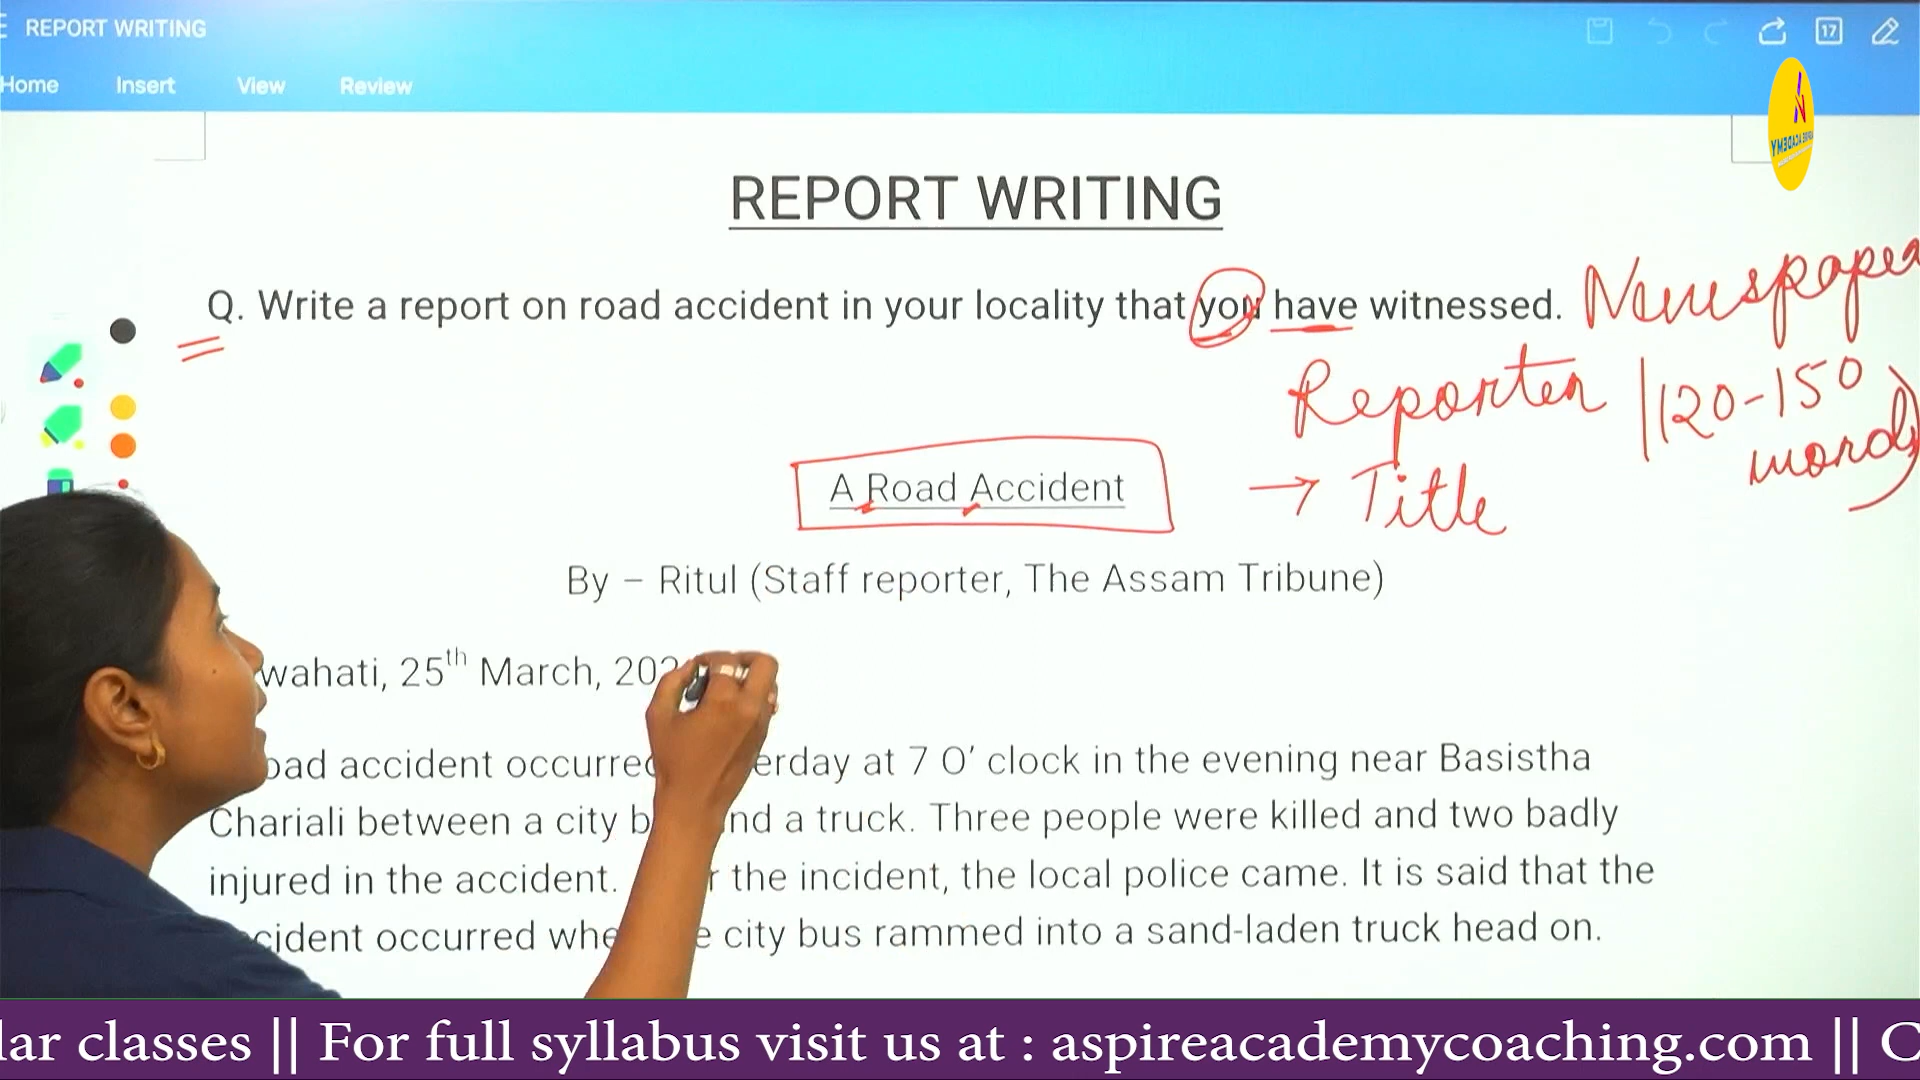 REPORT WRITING
Home Insert View Review
17
REPORT WRITING
Q. Write a report on road accident in your locality that you have witnessed.
Newspaper
Reporter | 120-150
words)
A Road Accident
→ Title
By – Ritul (Staff reporter, The Assam Tribune)
wahati, 25th March, 202
oad accident occurred erday at 7 O' clock in the evening near Basistha
Chariali between a city b nd a truck. Three people were killed and two badly
injured in the accident. r the incident, the local police came. It is said that the
cident occurred whe e city bus rammed into a sand-laden truck head on.
lar classes || For full syllabus visit us at : aspireacademycoaching.com || C